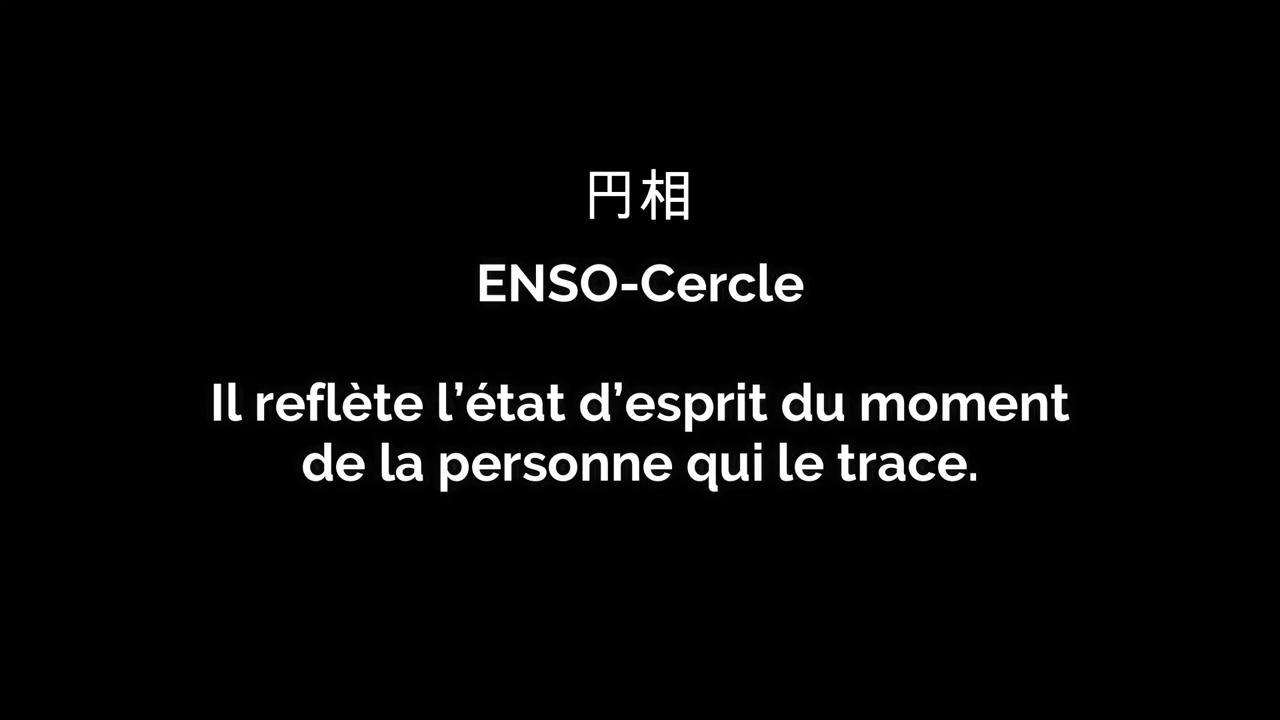 円相
ENSO-Cercle
Il reflète l’état d’esprit du moment
de la personne qui le trace.